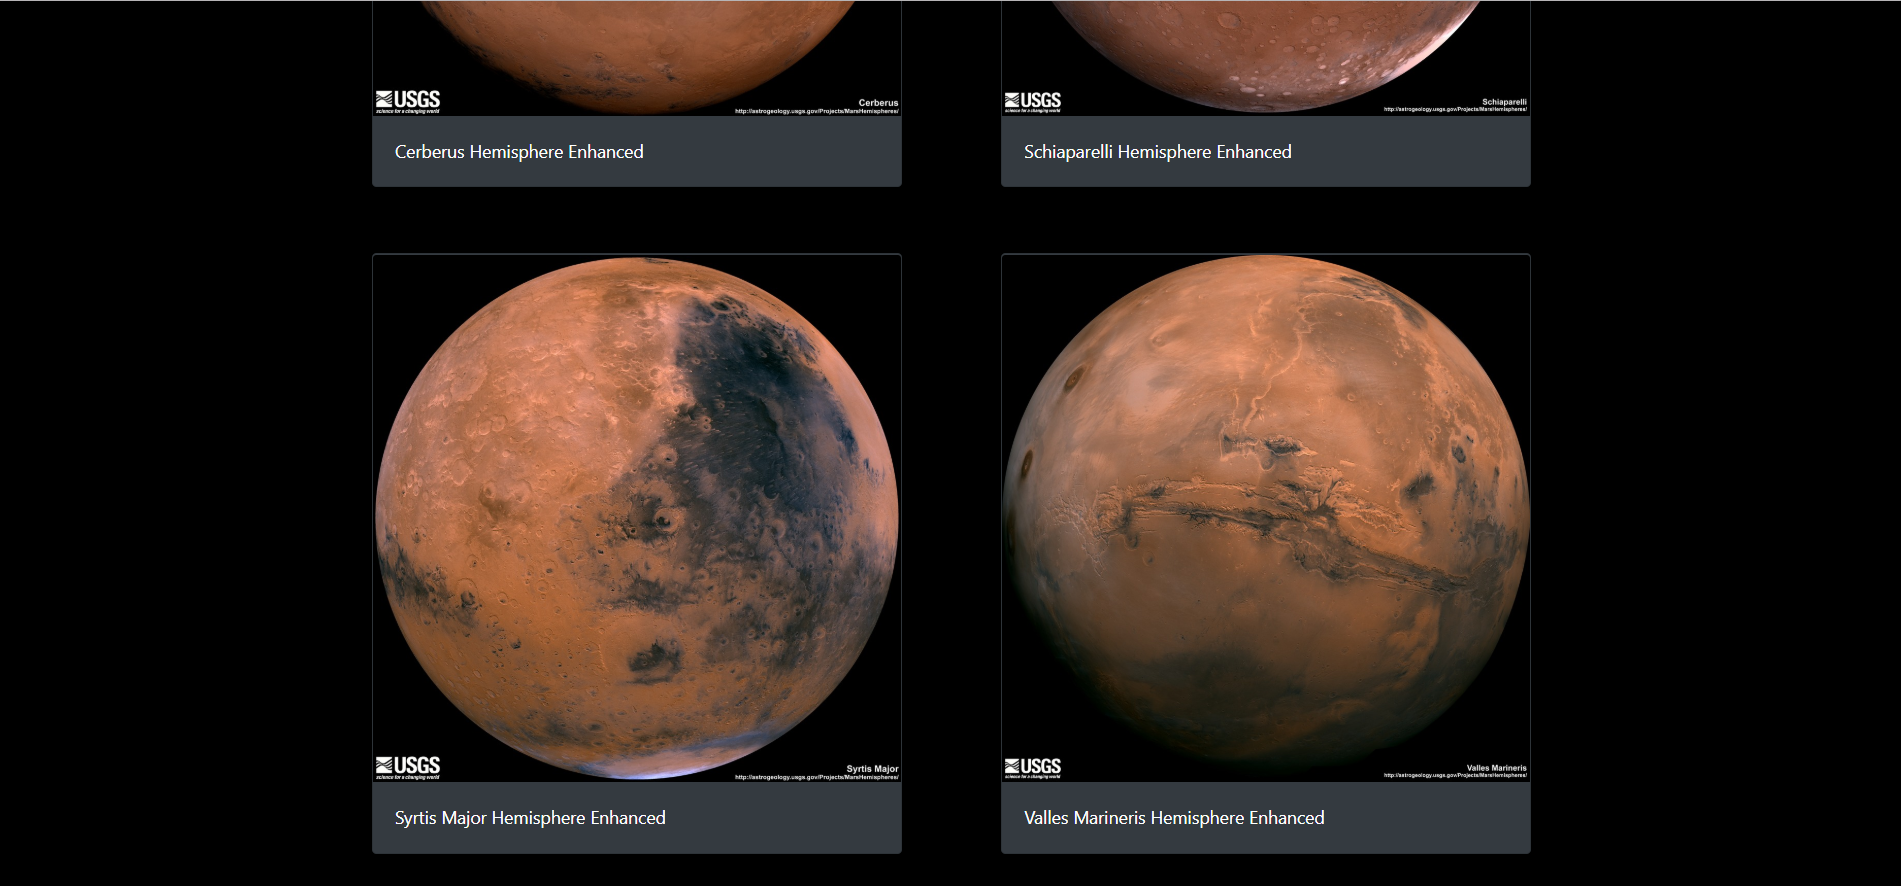 USGS
science for a changing world
Cerberus
http://astrogeology.usgs.gov/Projects/MarsHemispheres/
Cerberus Hemisphere Enhanced
USGS
science for a changing world
Schiaparelli
http://astrogeology.usgs.gov/Projects/MarsHemispheres/
Schiaparelli Hemisphere Enhanced
USGS
science for a changing world
Syrtis Major
http://astrogeology.usgs.gov/Projects/MarsHemispheres/
Syrtis Major Hemisphere Enhanced
USGS
science for a changing world
Valles Marineris
http://astrogeology.usgs.gov/Projects/MarsHemispheres/
Valles Marineris Hemisphere Enhanced